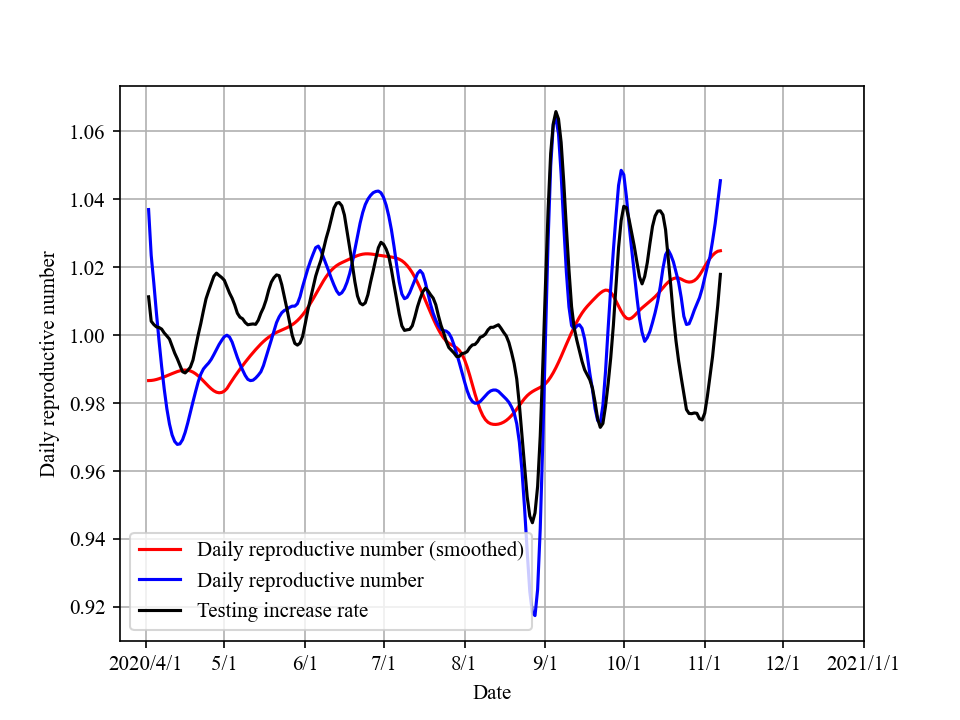 1.06
1.04
1.02
1.00
0.98
0.96
0.94
0.92
Daily reproductive number
Daily reproductive number (smoothed)
Daily reproductive number
Testing increase rate
2020/4/1 5/1 6/1 7/1 8/1 9/1 10/1 11/1 12/1 2021/1/1
Date